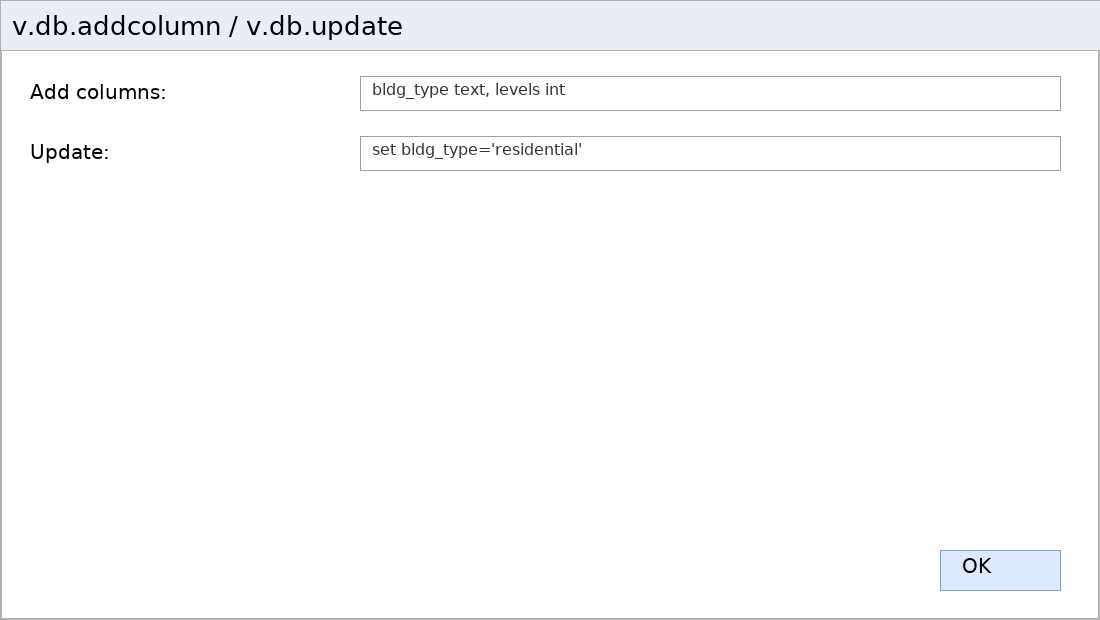 v.db.addcolumn / v.db.update
Add columns: bldg_type text, levels int
Update: set bldg_type='residential'
OK